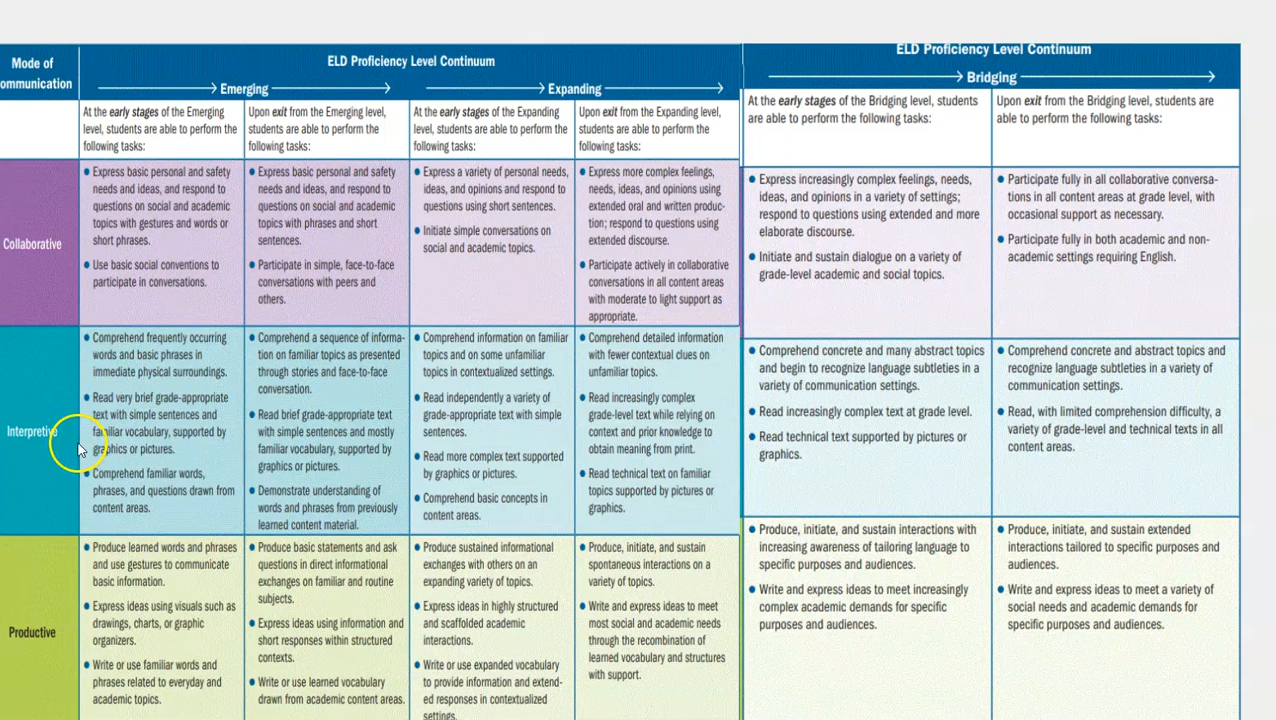 Mode of
ommunication
ELD Proficiency Level Continuum
Emerging
Expanding
ELD Proficiency Level Continuum
Bridging
At the early stages of the Emerging
level, students are able to perform the
following tasks:
Upon exit from the Emerging level,
students are able to perform the
following tasks:
At the early stages of the Expanding
level, students are able to perform the
following tasks:
Upon exit from the Expanding level,
students are able to perform the
following tasks:
At the early stages of the Bridging level, students
are able to perform the following tasks:
Upon exit from the Bridging level, students are
able to perform the following tasks:
Collaborative
• Express basic personal and safety
needs and ideas, and respond to
questions on social and academic
topics with gestures and words or
short phrases.
• Use basic social conventions to
participate in conversations.
• Express basic personal and safety
needs and ideas, and respond to
questions on social and academic
topics with phrases and short
sentences.
• Participate in simple, face-to-face
conversations with peers and
others.
• Express a variety of personal needs,
ideas, and opinions and respond to
questions using short sentences.
• Initiate simple conversations on
social and academic topics.
• Express more complex feelings,
needs, ideas, and opinions using
extended oral and written produc-
tion; respond to questions using
extended discourse.
• Participate actively in collaborative
conversations in all content areas
with moderate to light support as
appropriate.
• Express increasingly complex feelings, needs,
ideas, and opinions in a variety of settings;
respond to questions using extended and more
elaborate discourse.
• Initiate and sustain dialogue on a variety of
grade-level academic and social topics.
• Participate fully in all collaborative conversa-
tions in all content areas at grade level, with
occasional support as necessary.
• Participate fully in both academic and non-
academic settings requiring English.
Interpretive
• Comprehend frequently occurring
words and basic phrases in
immediate physical surroundings.
• Read very brief grade-appropriate
text with simple sentences and
familiar vocabulary, supported by
graphics or pictures.
• Comprehend familiar words,
phrases, and questions drawn from
content areas.
• Comprehend a sequence of informa-
tion on familiar topics as presented
through stories and face-to-face
conversation.
• Read brief grade-appropriate text
with simple sentences and mostly
familiar vocabulary, supported by
graphics or pictures.
• Demonstrate understanding of
words and phrases from previously
learned content material.
• Comprehend information on familiar
topics and on some unfamiliar
topics in contextualized settings.
• Read independently a variety of
grade-appropriate text with simple
sentences.
• Read more complex text supported
by graphics or pictures.
• Comprehend basic concepts in
content areas.
• Comprehend detailed information
with fewer contextual clues on
unfamiliar topics.
• Read increasingly complex
grade-level text while relying on
context and prior knowledge to
obtain meaning from print.
• Read technical text on familiar
topics supported by pictures or
graphics.
• Comprehend concrete and many abstract topics
and begin to recognize language subtleties in a
variety of communication settings.
• Read increasingly complex text at grade level.
• Read technical text supported by pictures or
graphics.
• Comprehend concrete and abstract topics and
recognize language subtleties in a variety of
communication settings.
• Read, with limited comprehension difficulty, a
variety of grade-level and technical texts in all
content areas.
Productive
• Produce learned words and phrases
and use gestures to communicate
basic information.
• Express ideas using visuals such as
drawings, charts, or graphic
organizers.
• Write or use familiar words and
phrases related to everyday and
academic topics.
• Produce basic statements and ask
questions in direct informational
exchanges on familiar and routine
subjects.
• Express ideas using information and
short responses within structured
contexts.
• Write or use learned vocabulary
drawn from academic content areas.
• Produce sustained informational
exchanges with others on an
expanding variety of topics.
• Express ideas in highly structured
and scaffolded academic
interactions.
• Write or use expanded vocabulary
to provide information and extend-
ed responses in contextualized
settings.
• Produce, initiate, and sustain
spontaneous interactions on a
variety of topics.
• Write and express ideas to meet
most social and academic needs
through the recombination of
learned vocabulary and structures
with support.
• Produce, initiate, and sustain interactions with
increasing awareness of tailoring language to
specific purposes and audiences.
• Write and express ideas to meet increasingly
complex academic demands for specific
purposes and audiences.
• Produce, initiate, and sustain extended
interactions tailored to specific purposes and
audiences.
• Write and express ideas to meet a variety of
social needs and academic demands for
specific purposes and audiences.